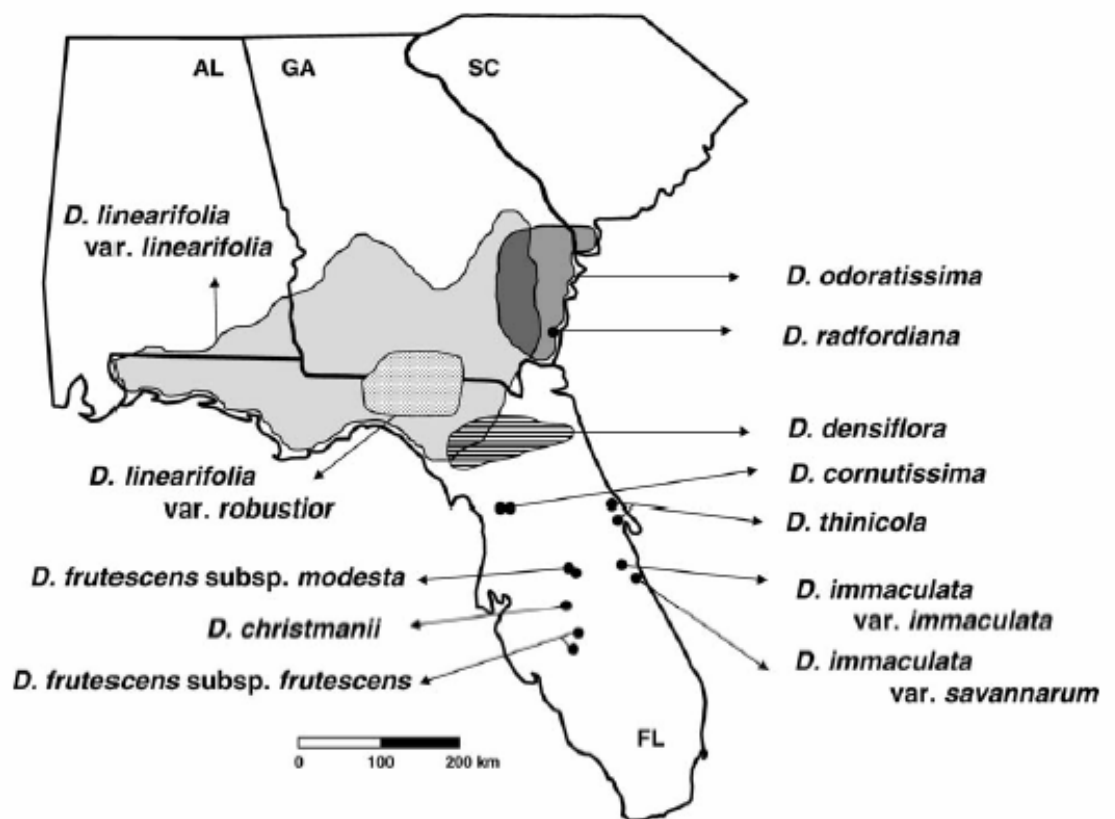 AL
GA
SC
D. linearifolia
var. linearifolia
D. odoratissima
D. radfordiana
D. densiflora
D. linearifolia
var. robustior
D. cornutissima
D. thinicola
D. frutescens subsp. modesta
D. immaculata
var. immaculata
D. christmanii
D. immaculata
var. savannarum
D. frutescens subsp. frutescens
FL
0 100 200 km